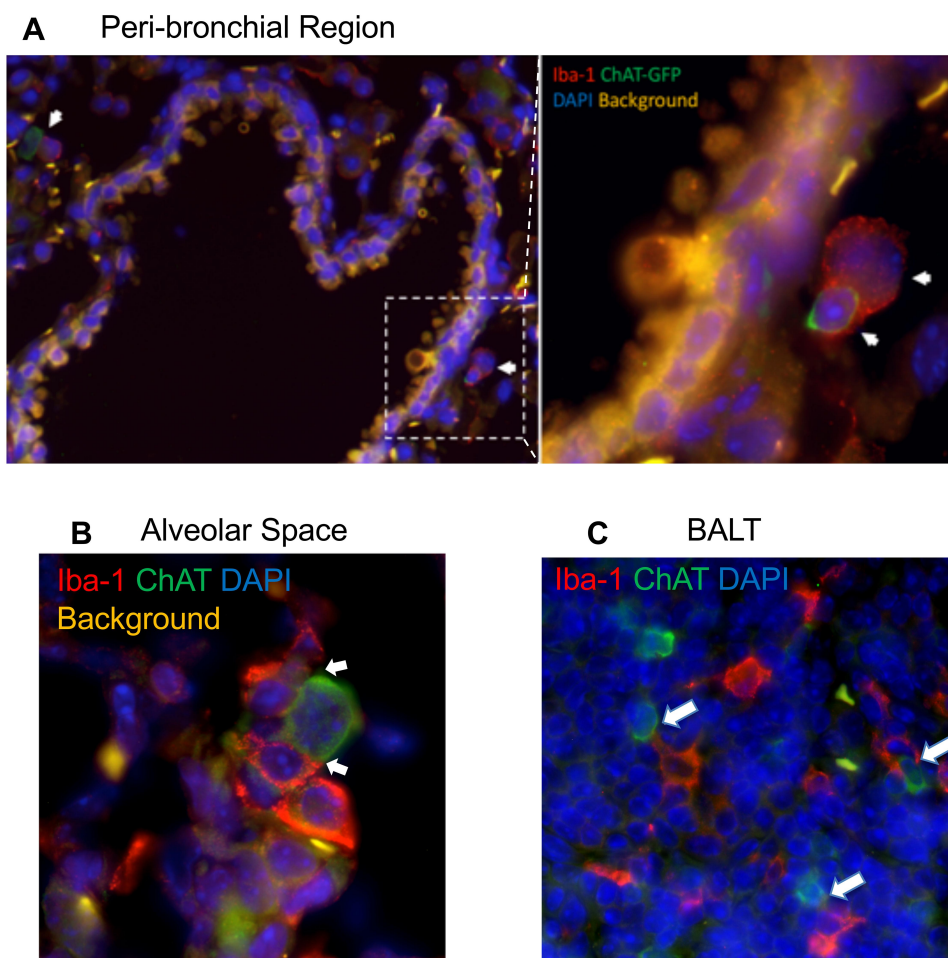 A Peri-bronchial Region
Iba-1 ChAT-GFP
DAPI Background
B Alveolar Space
Iba-1 ChAT DAPI
Background
C BALT
Iba-1 ChAT DAPI